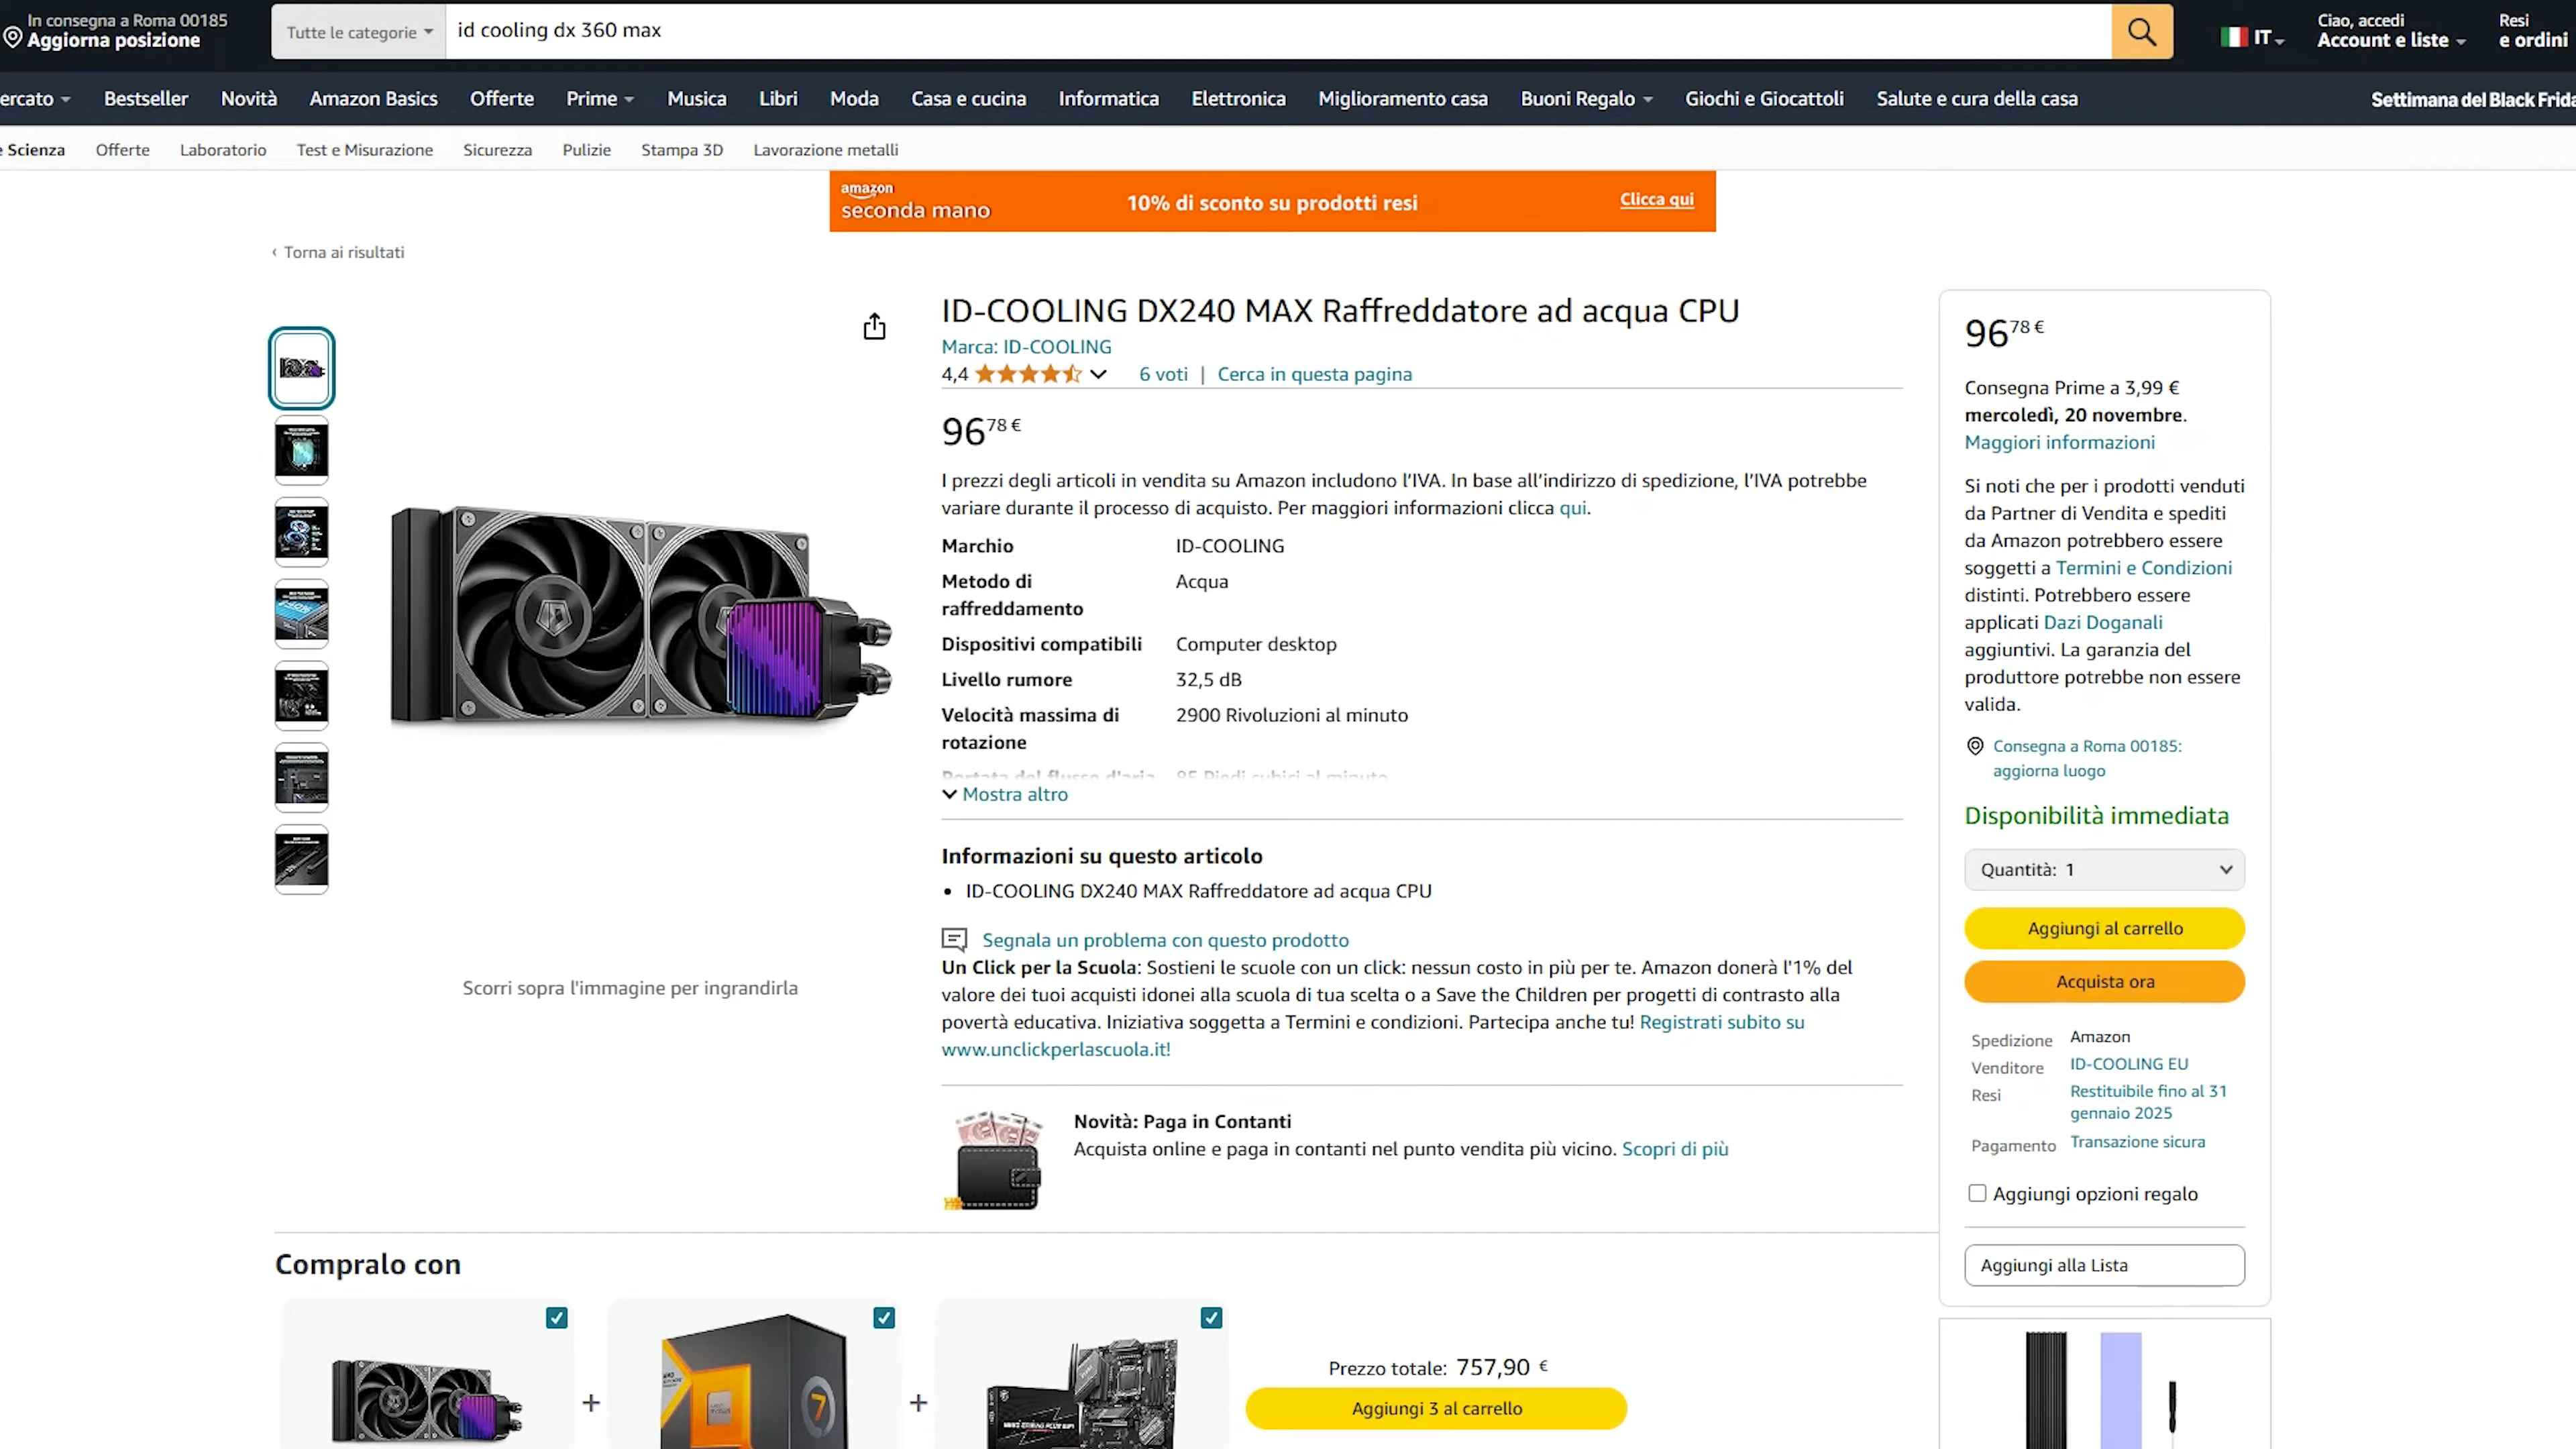 In consegna a Roma 00185
Aggiorna posizione
Tutte le categorie
id cooling dx 360 max
IT
Ciao, accedi
Account e liste
Resi
e ordini
Bestseller
Novità
Amazon Basics
Offerte
Prime
Musica
Libri
Moda
Casa e cucina
Informatica
Elettronica
Miglioramento casa
Buoni Regalo
Giochi e Giocattoli
Salute e cura della casa
Settimana del Black
e Scienza
Offerte
Laboratorio
Test e Misurazione
Sicurezza
Pulizie
Stampa 3D
Lavorazione metalli
amazon
seconda mano
10% di sconto su prodotti resi
Clicca qui
‹ Torna ai risultati
ID-COOLING DX240 MAX Raffreddatore ad acqua CPU
Marca: ID-COOLING
4,4
6 voti | Cerca in questa pagina
96 78 €
I prezzi degli articoli in vendita su Amazon includono l'IVA. In base all'indirizzo di spedizione, l'IVA potrebbe
variare durante il processo di acquisto. Per maggiori informazioni clicca qui.
Marchio ID-COOLING
Metodo di Acqua
raffreddamento
Dispositivi compatibili Computer desktop
Livello rumore 32,5 dB
Velocità massima di 2900 Rivoluzioni al minuto
rotazione
Portata del flusso d'aria 85 Piedi cubici al minuto
Mostra altro
Informazioni su questo articolo
• ID-COOLING DX240 MAX Raffreddatore ad acqua CPU
Segnala un problema con questo prodotto
Un Click per la Scuola: Sostieni le scuole con un click: nessun costo in più per te. Amazon donerà l'1% del
valore dei tuoi acquisti idonei alla scuola di tua scelta o a Save the Children per progetti di contrasto alla
povertà educativa. Iniziativa soggetta a Termini e condizioni. Partecipa anche tu! Registrati subito su
www.unclickperlascuola.it!
Scorri sopra l'immagine per ingrandirla
Novità: Paga in Contanti
Acquista online e paga in contanti nel punto vendita più vicino. Scopri di più
96 78 €
Consegna Prime a 3,99 €
mercoledì, 20 novembre.
Maggiori informazioni
Si noti che per i prodotti venduti
da Partner di Vendita e spediti
da Amazon potrebbero essere
soggetti a Termini e Condizioni
distinti. Potrebbero essere
applicati Dazi Doganali
aggiuntivi. La garanzia del
produttore potrebbe non essere
valida.
Consegna a Roma 00185:
aggiorna luogo
Disponibilità immediata
Quantità: 1
Aggiungi al carrello
Acquista ora
Spedizione Amazon
Venditore ID-COOLING EU
Resi Restituibile fino al 31
gennaio 2025
Pagamento Transazione sicura
Aggiungi opzioni regalo
Aggiungi alla Lista
Compralo con
+
7
+
Prezzo totale: 757,90 €
Aggiungi 3 al carrello